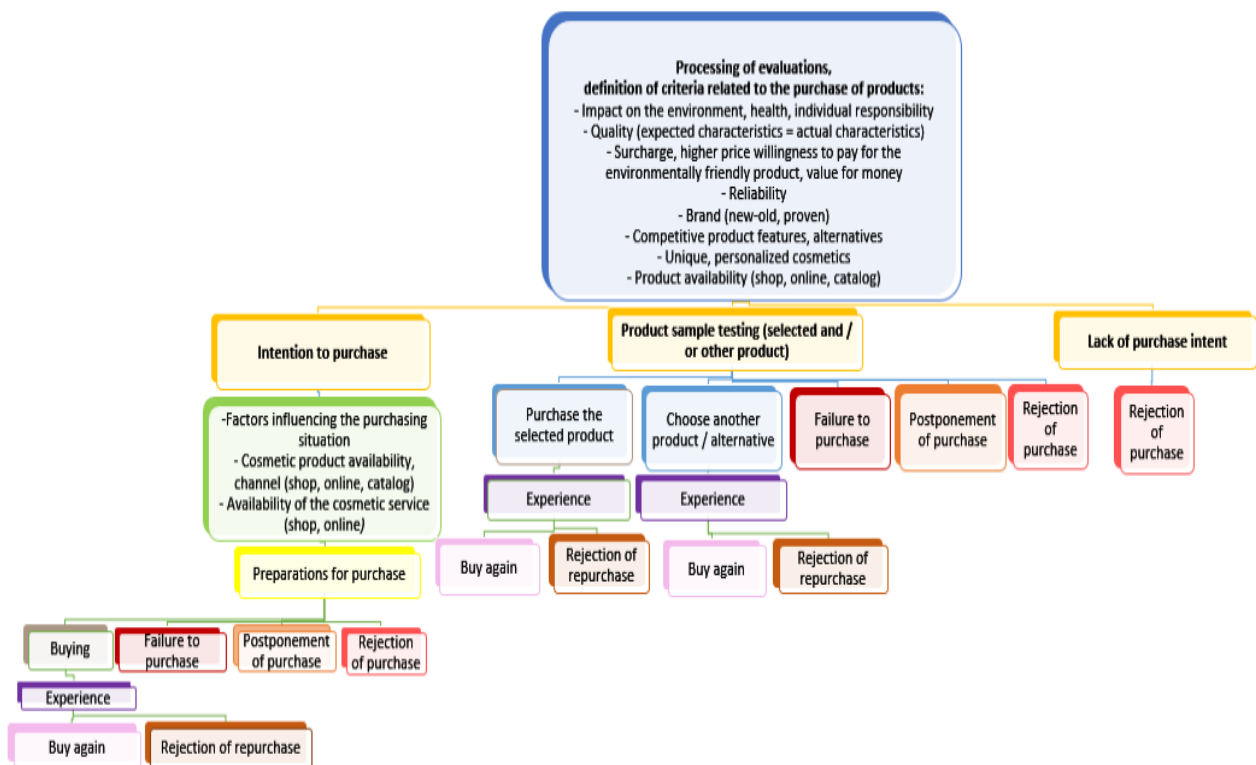 Processing of evaluations,
definition of criteria related to the purchase of products:
- Impact on the environment, health, individual responsibility
- Quality (expected characteristics = actual characteristics)
- Surcharge, higher price willingness to pay for the
environmentally friendly product, value for money
- Reliability
- Brand (new-old, proven)
- Competitive product features, alternatives
- Unique, personalized cosmetics
- Product availability (shop, online, catalog)
Intention to purchase
Product sample testing (selected and /
or other product)
Lack of purchase intent
-Factors influencing the purchasing
situation
- Cosmetic product availability,
channel (shop, online, catalog)
- Availability of the cosmetic service
(shop, online)
Purchase the
selected product
Choose another
product / alternative
Failure to
purchase
Postponement
of purchase
Rejection
of
purchase
Rejection
of
purchase
Experience
Experience
Buy again
Rejection of
repurchase
Buy again
Rejection of
repurchase
Preparations for purchase
Buying
Failure to
purchase
Postponement
of purchase
Rejection
of purchase
Experience
Buy again
Rejection of repurchase